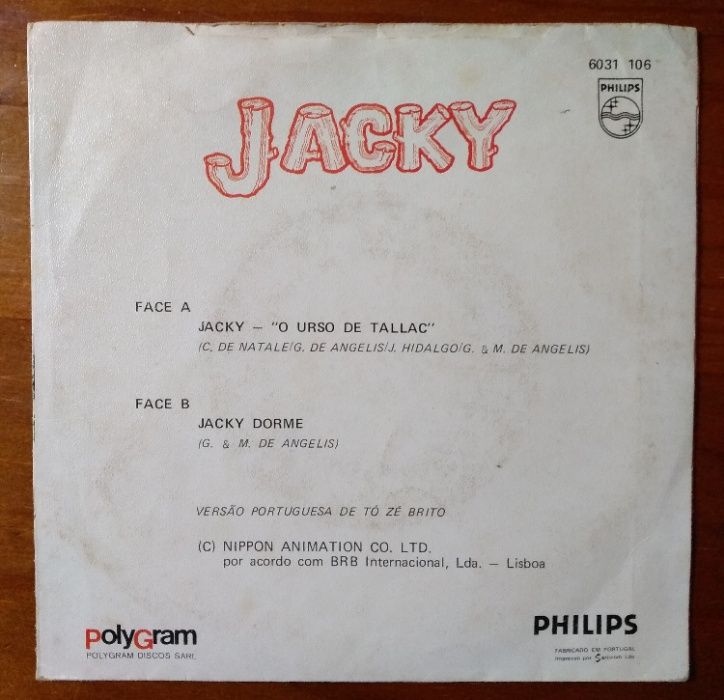 6031 106
PHILIPS
JACKY
FACE A
JACKY — "O URSO DE TALLAC"
(C. DE NATALE/G. DE ANGELIS/J. HIDALGO/G. & M. DE ANGELIS)
FACE B
JACKY DORME
(G. & M. DE ANGELIS)
VERSÃO PORTUGUESA DE TÓ ZÉ BRITO
(C) NIPPON ANIMATION CO. LTD.
por acordo com BRB Internacional, Lda. — Lisboa
PolyGram
POLYGRAM DISCOS SARL
PHILIPS
FABRICADO EM PORTUGAL
Impresso por